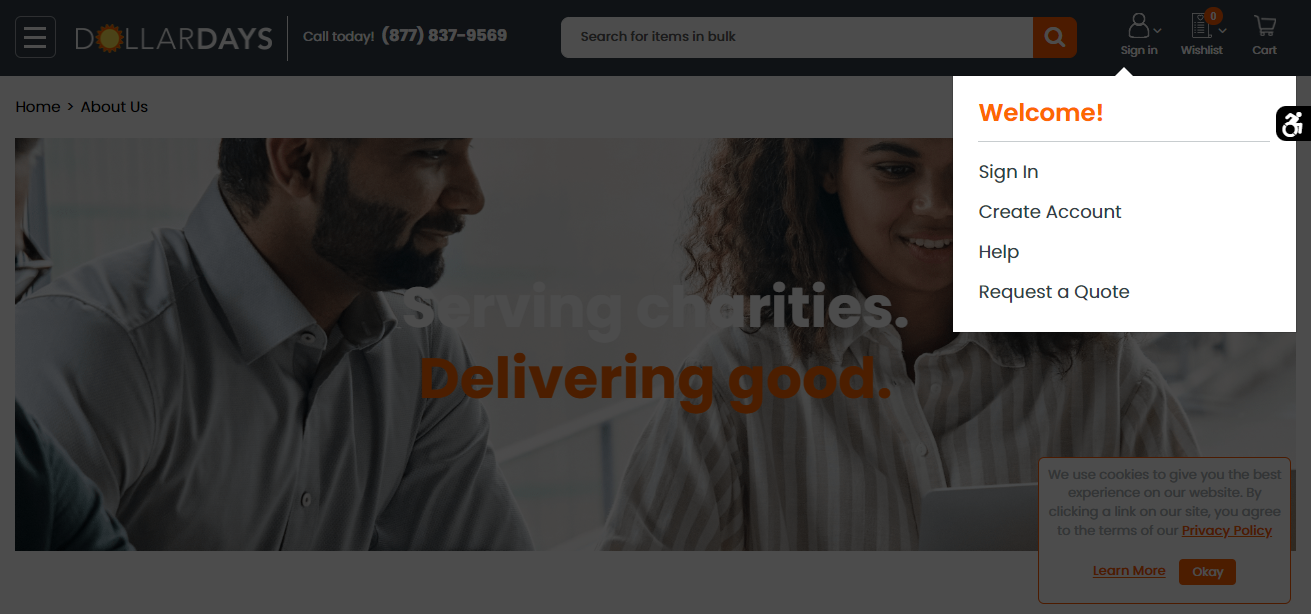 DOLLARDAYS
Call today! (877) 837-9569
Search for items in bulk
Sign in
0
Wishlist
Cart
Home > About Us
Welcome!
Sign In
Create Account
Help
Request a Quote
Serving charities.
Delivering good.
We use cookies to give you the best
experience on our website. By
clicking a link on our site, you agree
to the terms of our Privacy Policy
Learn More Okay